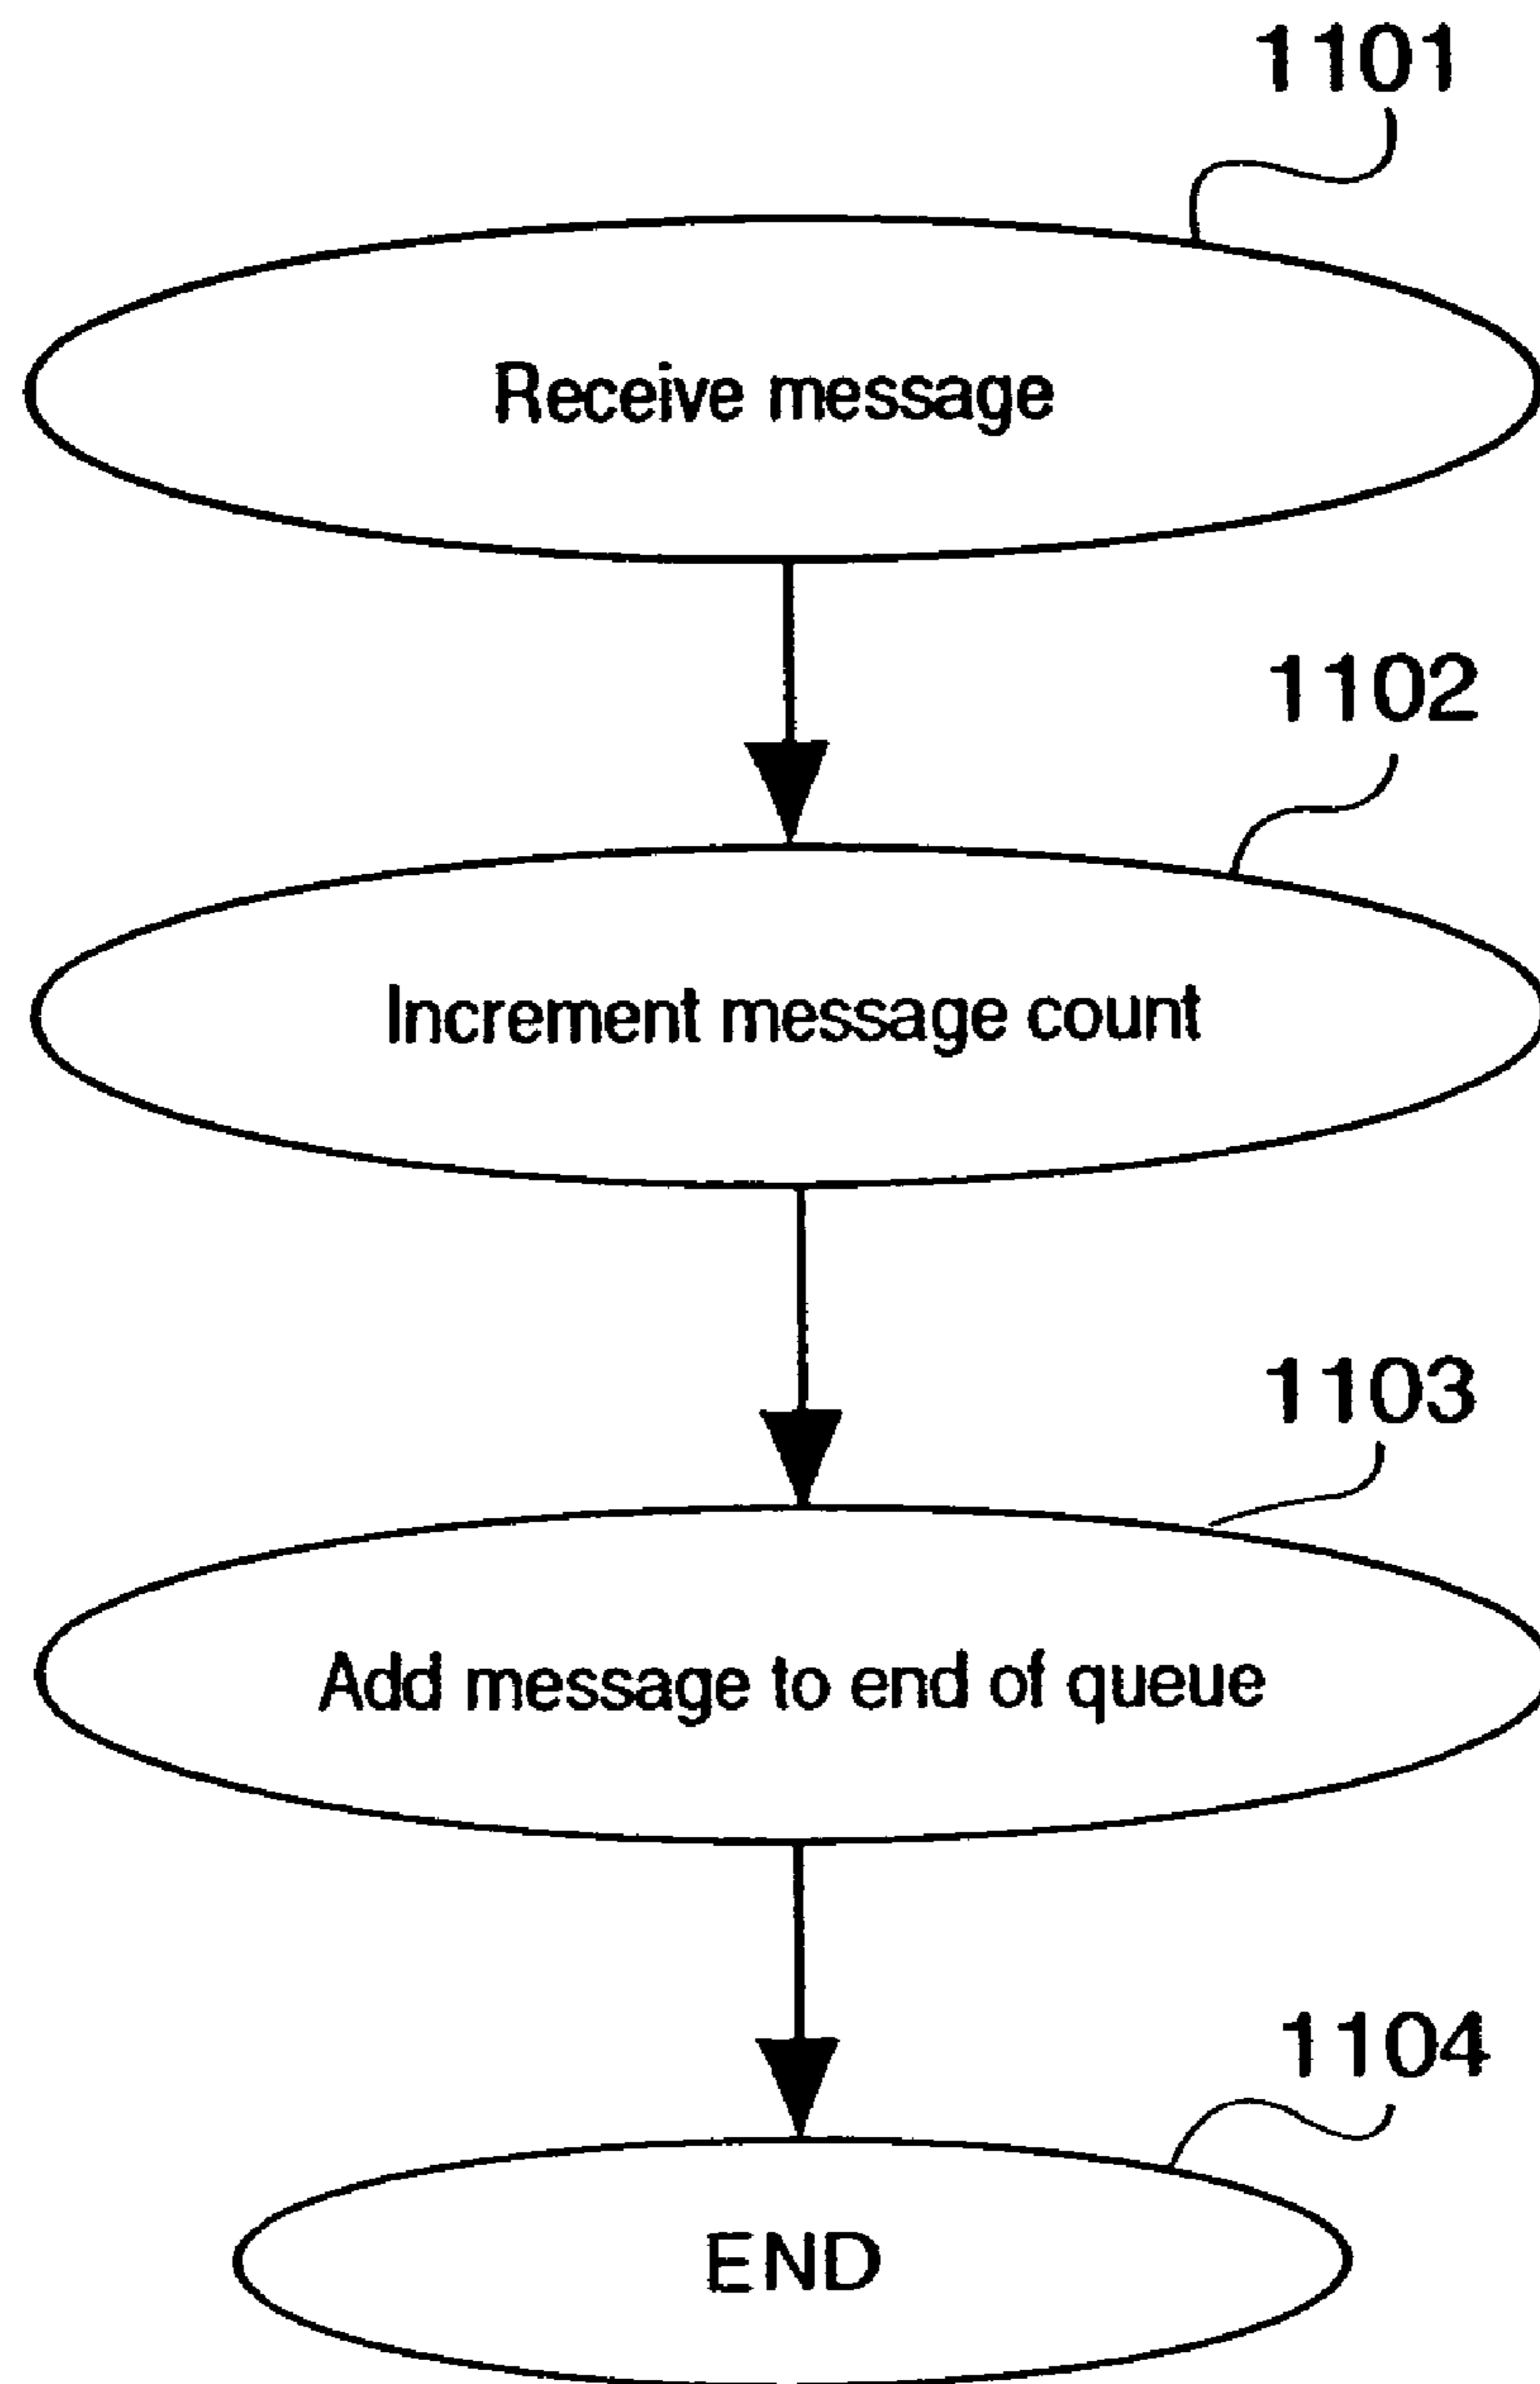 1101
Receive message
1102
Increment message count
1103
Add message to end of queue
1104
END